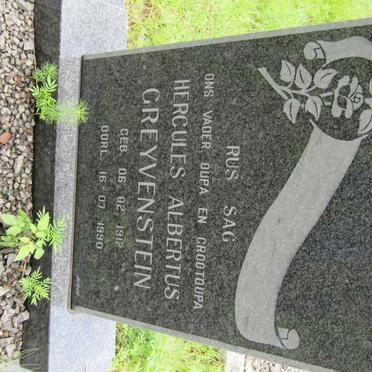 RUS SAG
ONS VADER, OUPA EN GROOTOUPA
HERCULES ALBERTUS
GREYVENSTEIN
GEB. 06. 02. 1912
OORL. 16. 07. 1990